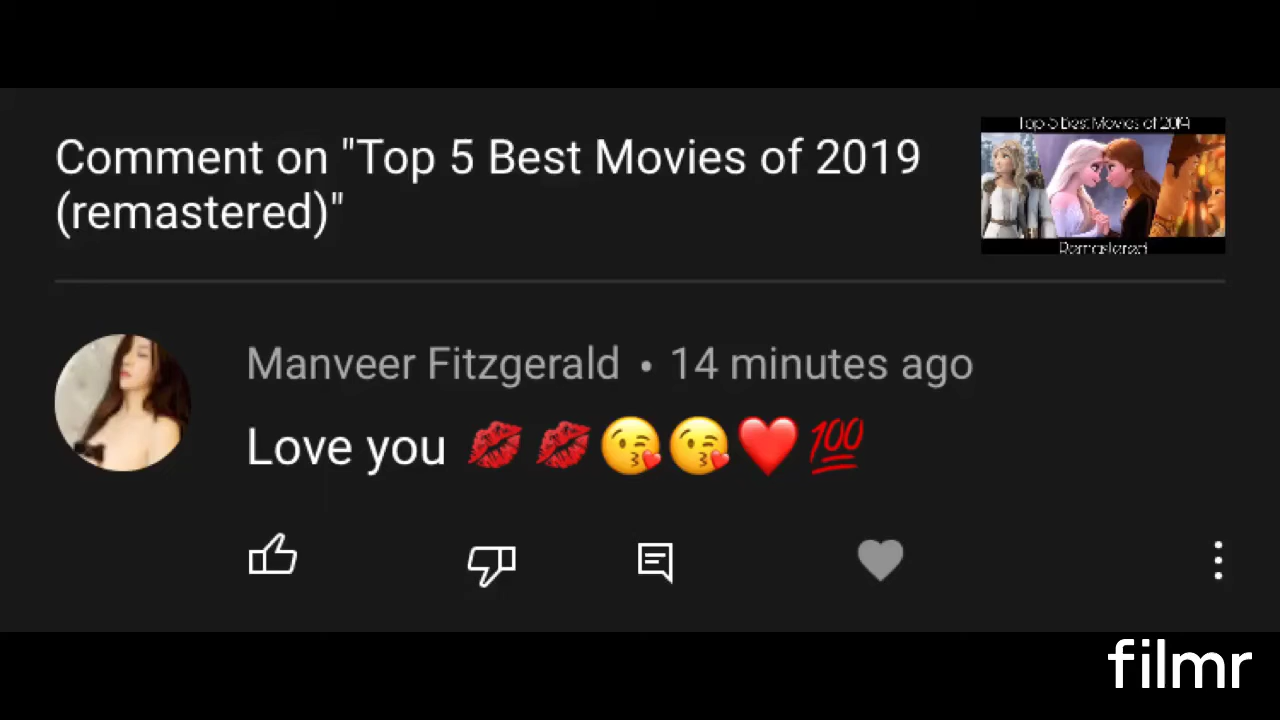 Comment on "Top 5 Best Movies of 2019
(remastered)"
Top 5 Best Movies of 2019
Remastered
Manveer Fitzgerald • 14 minutes ago
Love you 💋💋😘😘❤️💯
filmr